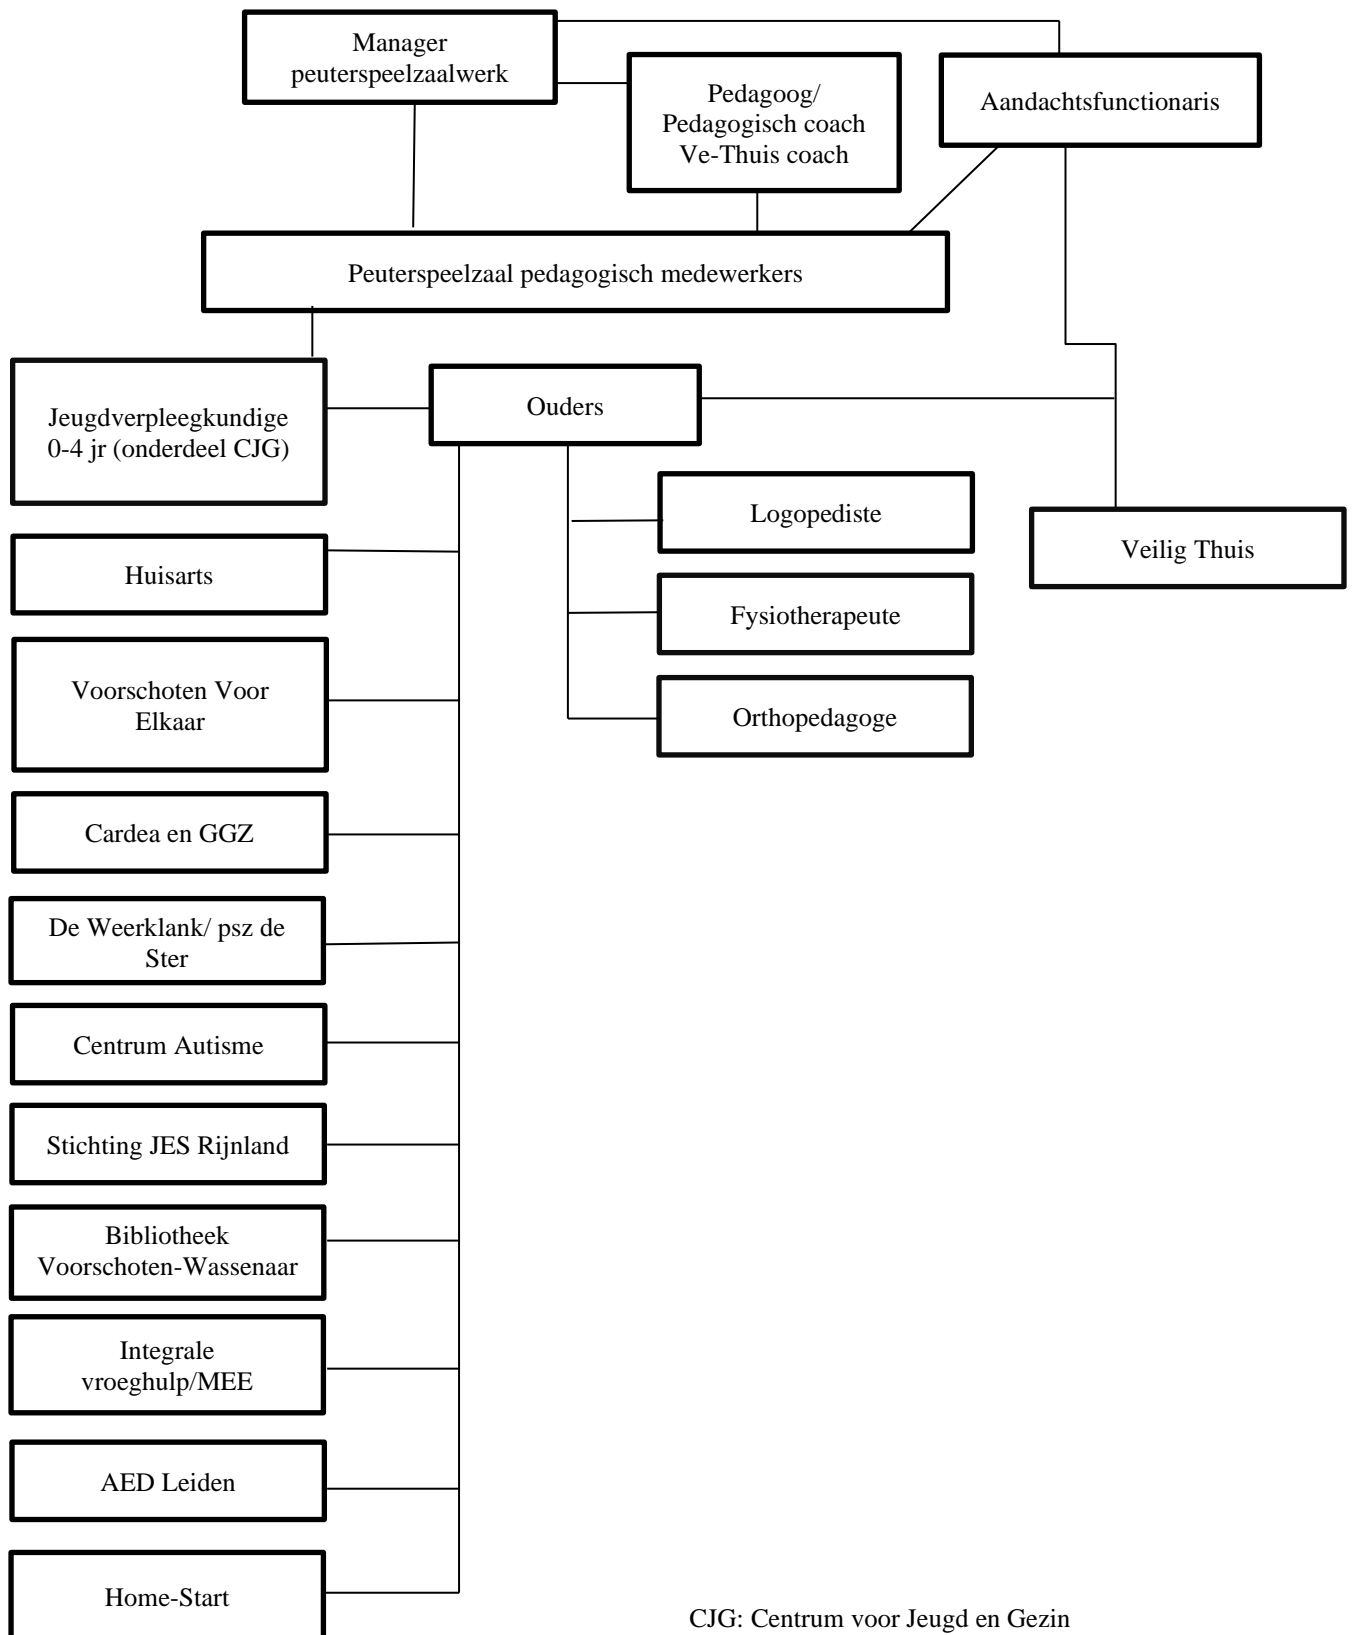 Manager
peuterspeelzaalwerk
Pedagoog/
Pedagogisch coach
Ve-Thuis coach
Aandachtsfunctionaris
Peuterspeelzaal pedagogisch medewerkers
Jeugdverpleegkundige
0-4 jr (onderdeel CJG)
Ouders
Logopediste
Veilig Thuis
Huisarts
Fysiotherapeute
Voorschoten Voor
Elkaar
Orthopedagoge
Cardea en GGZ
De Weerklank/ psz de
Ster
Centrum Autisme
Stichting JES Rijnland
Bibliotheek
Voorschoten-Wassenaar
Integrale
vroeghulp/MEE
AED Leiden
Home-Start
CJG: Centrum voor Jeugd en Gezin